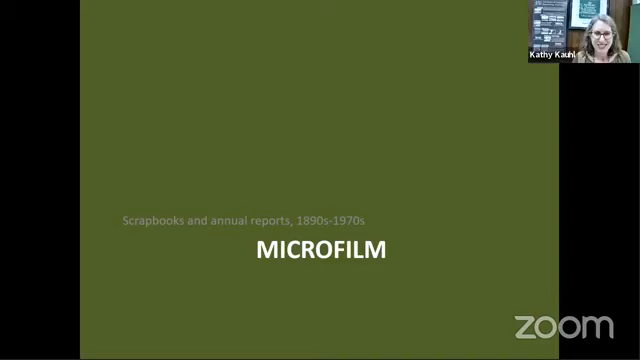 Kathy Kauhl
Scrapbooks and annual reports, 1890s-1970s
MICROFILM
zoom